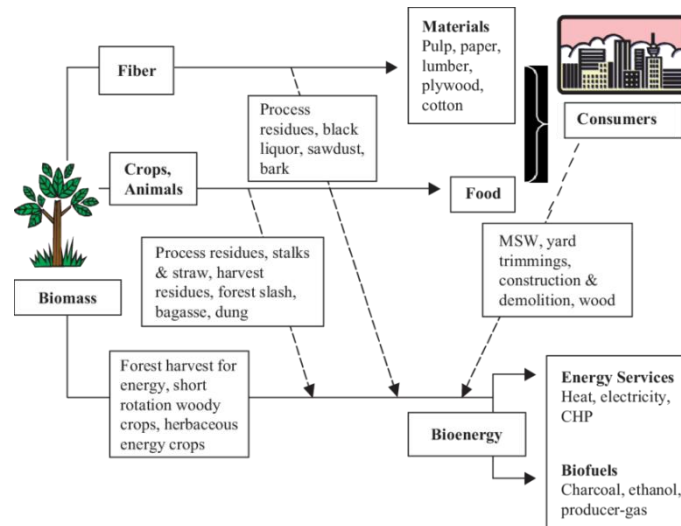 Fiber
Materials
Pulp, paper,
lumber,
plywood,
cotton
Consumers
Process
residues, black
liquor, sawdust,
bark
Crops,
Animals
Food
Process residues, stalks
& straw, harvest
residues, forest slash,
bagasse, dung
MSW, yard
trimmings,
construction &
demolition, wood
Biomass
Forest harvest for
energy, short
rotation woody
crops, herbaceous
energy crops
Bioenergy
Energy Services
Heat, electricity,
CHP
Biofuels
Charcoal, ethanol,
producer-gas